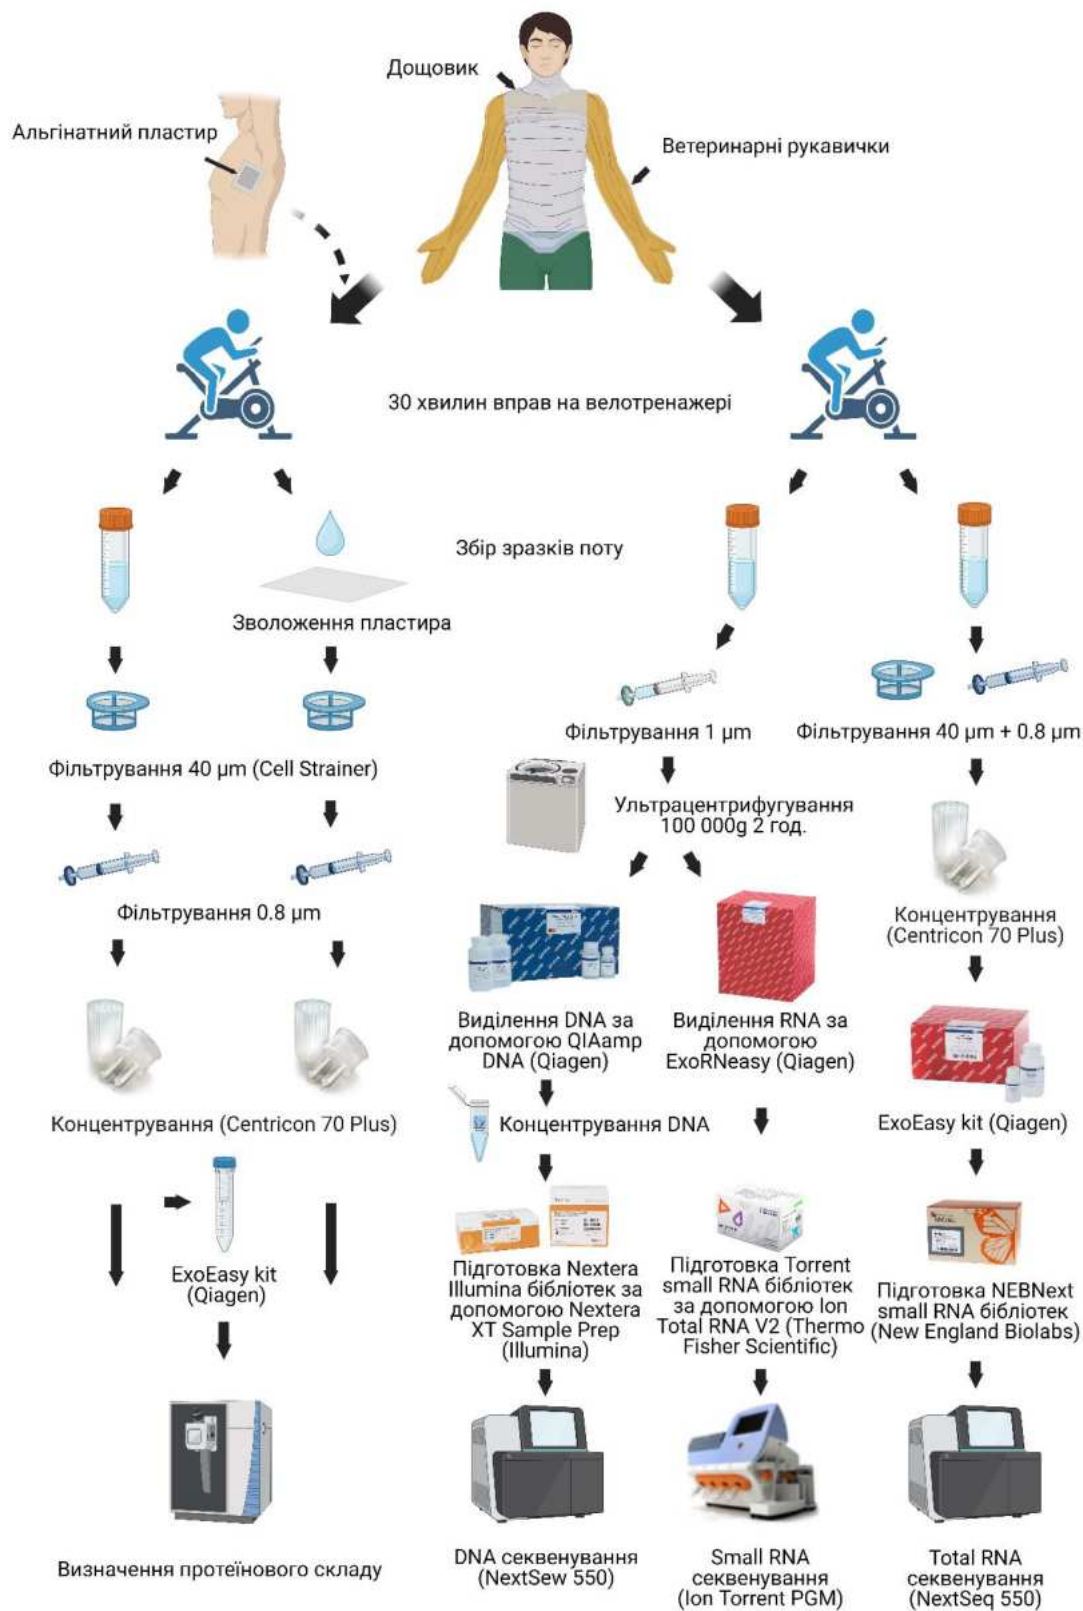 Дощовик
Альгінатний пластир
Ветеринарні рукавички
30 хвилин вправ на велотренажері
Збір зразків поту
Зволоження пластира
Фільтрування 40 µm (Cell Strainer)
Фільтрування 0.8 µm
Концентрування (Centricon 70 Plus)
ExoEasy kit
(Qiagen)
Визначення протеїнового складу
Фільтрування 1 µm
Ультрацентрифугування
100 000g 2 год.
Виділення DNA за
допомогою QIAamp
DNA (Qiagen)
Концентрування DNA
Підготовка Nextera
Illumina бібліотек за
допомогою Nextera
XT Sample Prep
(Illumina)
DNA секвенування
(NextSew 550)
Виділення RNA за
допомогою
ExoRNeasy (Qiagen)
Підготовка Torrent
small RNA бібліотек
за допомогою Ion
Total RNA V2 (Thermo
Fisher Scientific)
Small RNA
секвенування
(Ion Torrent PGM)
Фільтрування 40 µm + 0.8 µm
Концентрування
(Centricon 70 Plus)
ExoEasy kit (Qiagen)
Підготовка NEBNext
small RNA бібліотек
(New England Biolabs)
Total RNA
секвенування
(NextSeq 550)